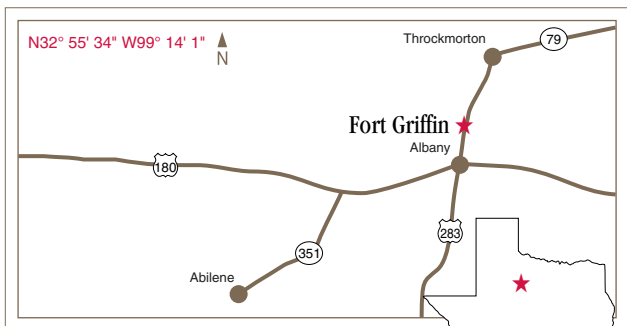 N32° 55' 34" W99° 14' 1"
N
Throckmorton
79
Fort Griffin
Albany
180
283
351
Abilene